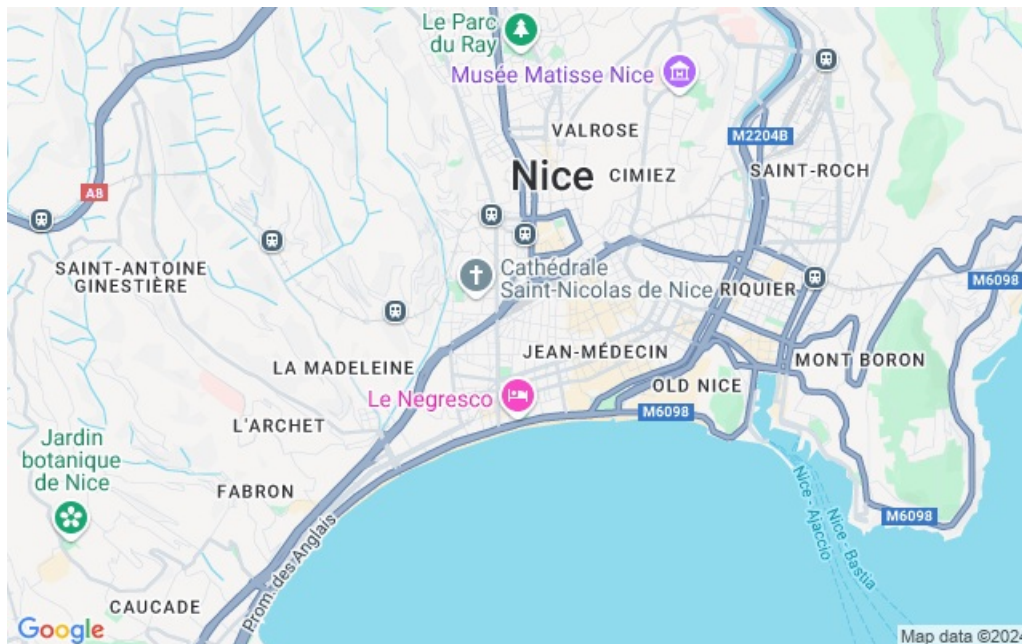 Le Parc
du Ray
Musée Matisse Nice
VALROSE
M2204B
Nice
CIMIEZ
SAINT-ROCH
A8
SAINT-ANTOINE
GINESTIÈRE
Cathédrale
Saint-Nicolas de Nice
RIQUIER
M6098
JEAN-MÉDECIN
MONT BORON
LA MADELEINE
OLD NICE
Le Negresco
M6098
L'ARCHET
Jardin
botanique
de Nice
FABRON
Nice - Ajaccio
Nice - Bastia
M6098
Prom. des Anglais
CAUCADE
Google
Map data ©202